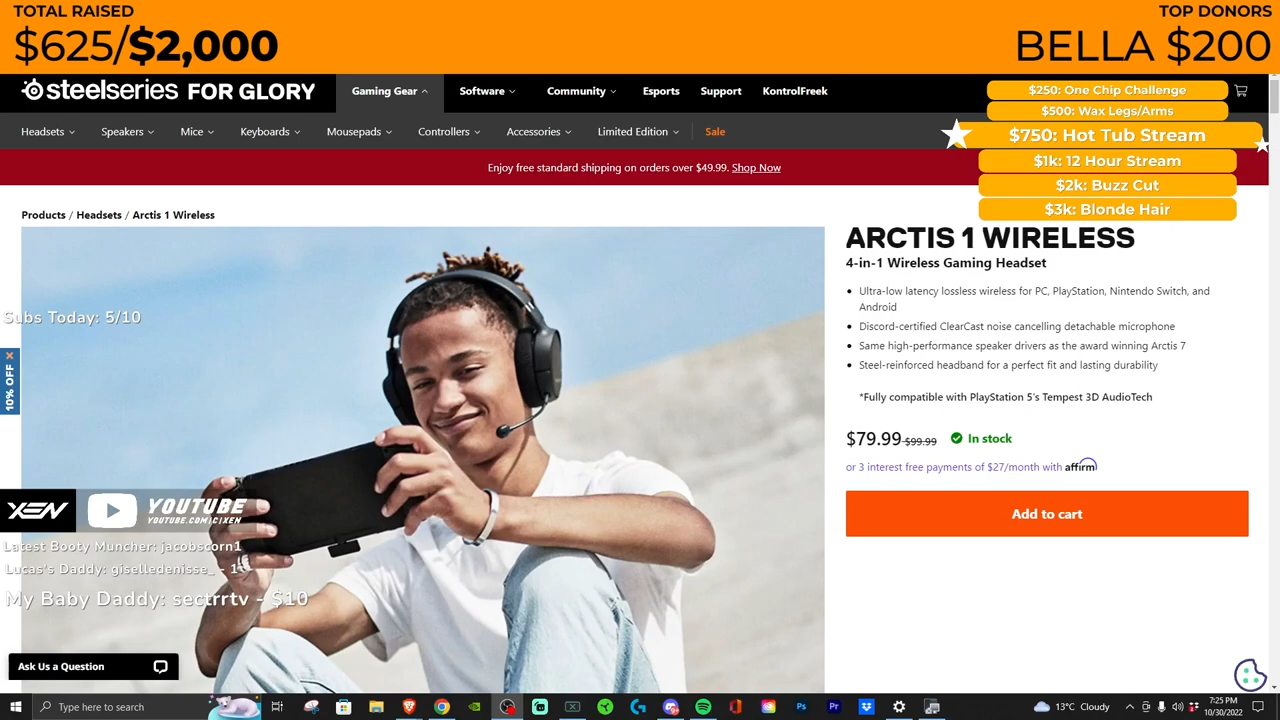 TOTAL RAISED
$625/$2,000
TOP DONORS
BELLA $200
steelseries FOR GLORY
Gaming Gear
Software
Community
Esports
Support
KontrolFreek
$250: One Chip Challenge
$500: Wax Legs/Arms
$750: Hot Tub Stream
$1k: 12 Hour Stream
$2k: Buzz Cut
$3k: Blonde Hair
Headsets
Speakers
Mice
Keyboards
Mousepads
Controllers
Accessories
Limited Edition
Sale
Enjoy free standard shipping on orders over $49.99. Shop Now
Products / Headsets / Arctis 1 Wireless
ARCTIS 1 WIRELESS
4-in-1 Wireless Gaming Headset
Ultra-low latency lossless wireless for PC, PlayStation, Nintendo Switch, and
Android
Discord-certified ClearCast noise cancelling detachable microphone
Same high-performance speaker drivers as the award winning Arctis 7
Steel-reinforced headband for a perfect fit and lasting durability
*Fully compatible with PlayStation 5's Tempest 3D AudioTech
$79.99 $99.99 In stock
or 3 interest free payments of $27/month with affirm
Add to cart
Subs Today: 5/10
10% OFF
XEN
YOUTUBE
YOUTUBE.COM/C/XEN
Latest Booty Muncher: jacobscorn1
Lucas's Daddy: giselledenisse_ - 1
My Baby Daddy: sectrrtv - $10
Ask Us a Question
Type here to search
13°C Cloudy
7:25 PM
10/30/2022